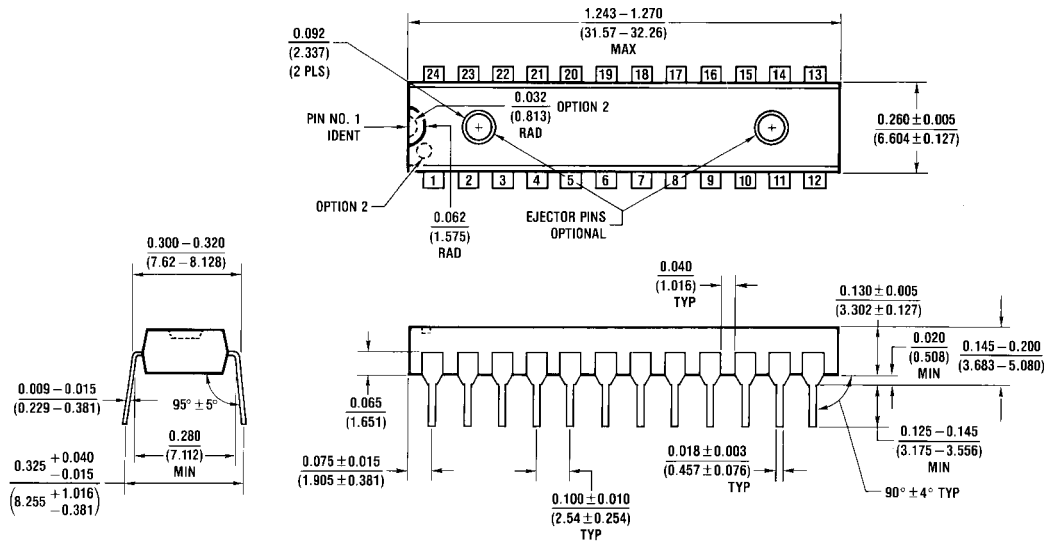 1.243 – 1.270
(31.57 – 32.26)
MAX
0.092
(2.337)
(2 PLS)
24 23 22 21 20 19 18 17 16 15 14 13
0.032
(0.813)
RAD
OPTION 2
PIN NO. 1
IDENT
0.260 ± 0.005
(6.604 ± 0.127)
1 2 3 4 5 6 7 8 9 10 11 12
OPTION 2
0.062
(1.575)
RAD
EJECTOR PINS
OPTIONAL
0.300 – 0.320
(7.62 – 8.128)
0.040
(1.016)
TYP
0.130 ± 0.005
(3.302 ± 0.127)
0.020
(0.508)
MIN
0.145 – 0.200
(3.683 – 5.080)
0.009 – 0.015
(0.229 – 0.381)
95° ± 5°
0.280
(7.112)
MIN
0.325 +0.040
–0.015
(8.255 +1.016
–0.381)
0.065
(1.651)
0.075 ± 0.015
(1.905 ± 0.381)
0.100 ± 0.010
(2.54 ± 0.254)
TYP
0.018 ± 0.003
(0.457 ± 0.076)
TYP
0.125 – 0.145
(3.175 – 3.556)
MIN
90° ± 4° TYP